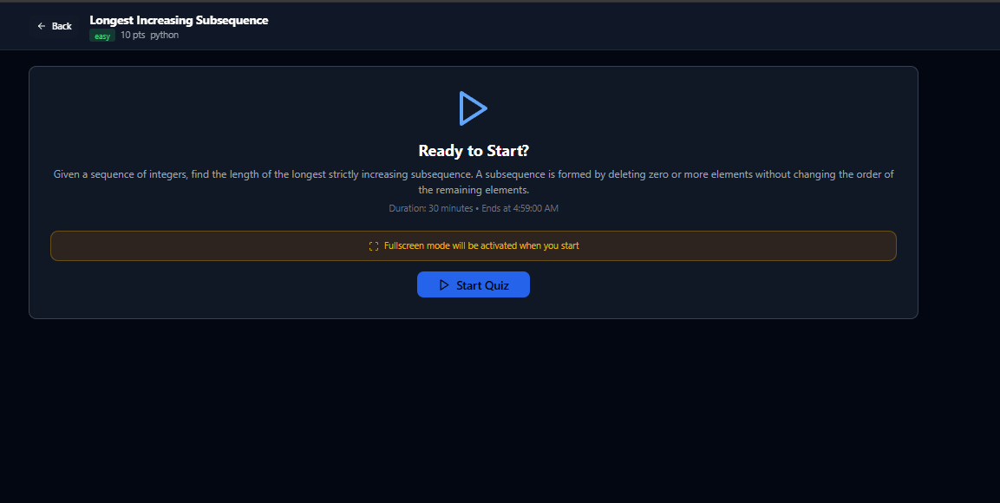 ← Back
Longest Increasing Subsequence
easy 10 pts python
Ready to Start?
Given a sequence of integers, find the length of the longest strictly increasing subsequence. A subsequence is formed by deleting zero or more elements without changing the order of
the remaining elements.
Duration: 30 minutes • Ends at 4:59:00 AM
Fullscreen mode will be activated when you start
Start Quiz